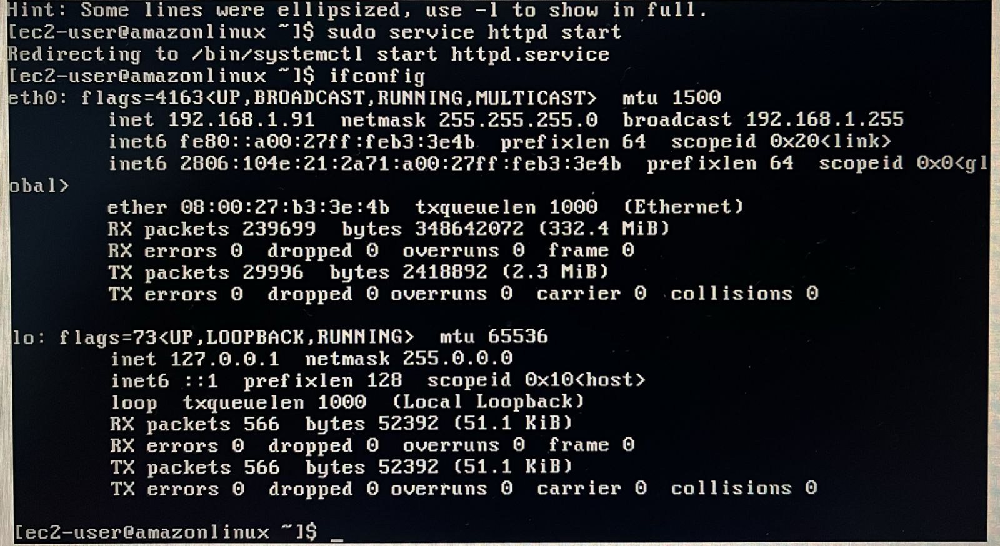 Hint: Some lines were ellipsized, use -l to show in full.
[ec2-user@amazonlinux ~]$ sudo service httpd start
Redirecting to /bin/systemctl start httpd.service
[ec2-user@amazonlinux ~]$ ifconfig
eth0: flags=4163<UP,BROADCAST,RUNNING,MULTICAST>  mtu 1500
        inet 192.168.1.91  netmask 255.255.255.0  broadcast 192.168.1.255
        inet6 fe80::a00:27ff:feb3:3e4b  prefixlen 64  scopeid 0x20<link>
        inet6 2806:104e:21:2a71:a00:27ff:feb3:3e4b  prefixlen 64  scopeid 0x0<gl
obal>
        ether 08:00:27:b3:3e:4b  txqueuelen 1000  (Ethernet)
        RX packets 239699  bytes 348642072 (332.4 MiB)
        RX errors 0  dropped 0  overruns 0  frame 0
        TX packets 29996  bytes 2418892 (2.3 MiB)
        TX errors 0  dropped 0 overruns 0  carrier 0  collisions 0

lo: flags=73<UP,LOOPBACK,RUNNING>  mtu 65536
        inet 127.0.0.1  netmask 255.0.0.0
        inet6 ::1  prefixlen 128  scopeid 0x10<host>
        loop  txqueuelen 1000  (Local Loopback)
        RX packets 566  bytes 52392 (51.1 KiB)
        RX errors 0  dropped 0  overruns 0  frame 0
        TX packets 566  bytes 52392 (51.1 KiB)
        TX errors 0  dropped 0 overruns 0  carrier 0  collisions 0

[ec2-user@amazonlinux ~]$ _